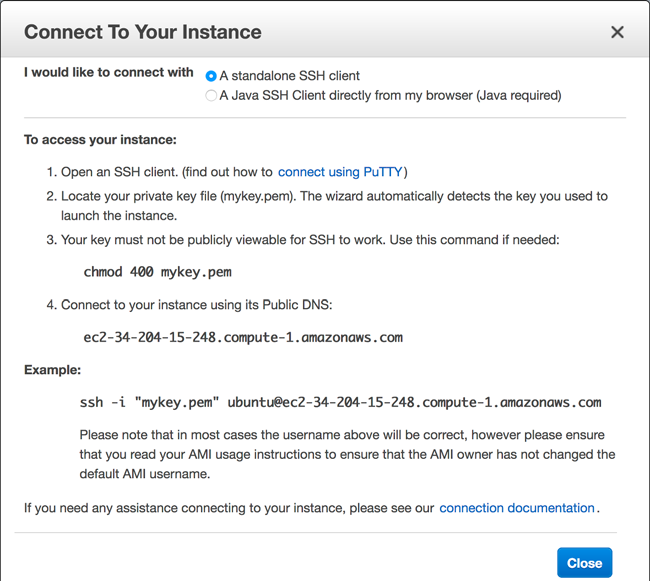 Connect To Your Instance
I would like to connect with
A standalone SSH client
A Java SSH Client directly from my browser (Java required)
To access your instance:
1. Open an SSH client. (find out how to connect using PuTTY)
2. Locate your private key file (mykey.pem). The wizard automatically detects the key you used to
launch the instance.
3. Your key must not be publicly viewable for SSH to work. Use this command if needed:
chmod 400 mykey.pem
4. Connect to your instance using its Public DNS:
ec2-34-204-15-248.compute-1.amazonaws.com
Example:
ssh -i "mykey.pem" ubuntu@ec2-34-204-15-248.compute-1.amazonaws.com
Please note that in most cases the username above will be correct, however please ensure
that you read your AMI usage instructions to ensure that the AMI owner has not changed the
default AMI username.
If you need any assistance connecting to your instance, please see our connection documentation.
Close